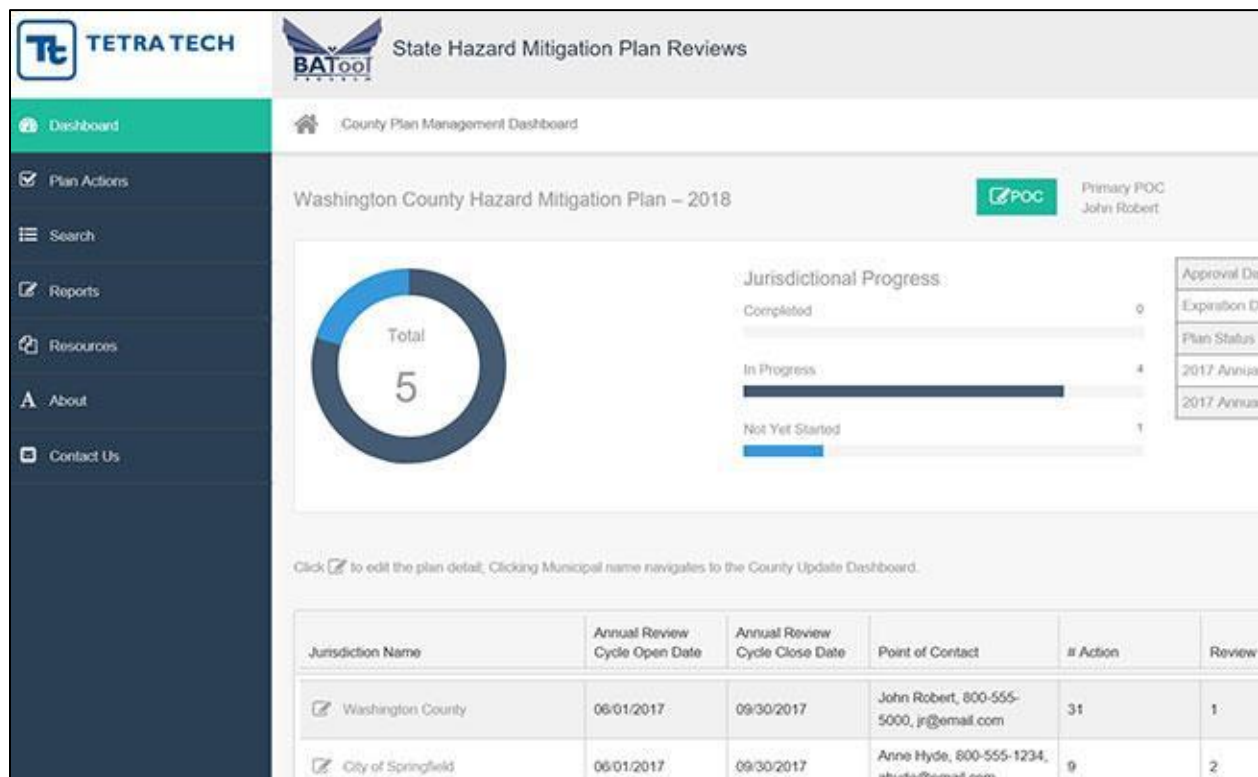 Tt TETRA TECH
BATool
PROGRAM
State Hazard Mitigation Plan Reviews
Dashboard
Plan Actions
Search
Reports
Resources
About
Contact Us
County Plan Management Dashboard
Washington County Hazard Mitigation Plan – 2018
POC
Primary POC
John Robert
Total
5
Jurisdictional Progress
Completed 0
In Progress 4
Not Yet Started 1
Approval Da
Expiration D
Plan Status
2017 Annua
2017 Annua
Click to edit the plan detail; Clicking Municipal name navigates to the County Update Dashboard.
Jurisdiction Name
Annual Review
Cycle Open Date
Annual Review
Cycle Close Date
Point of Contact
# Action
Review
Washington County
06/01/2017
09/30/2017
John Robert, 800-555-
5000, jr@email.com
31
1
City of Springfield
06/01/2017
09/30/2017
Anne Hyde, 800-555-1234,
9
2